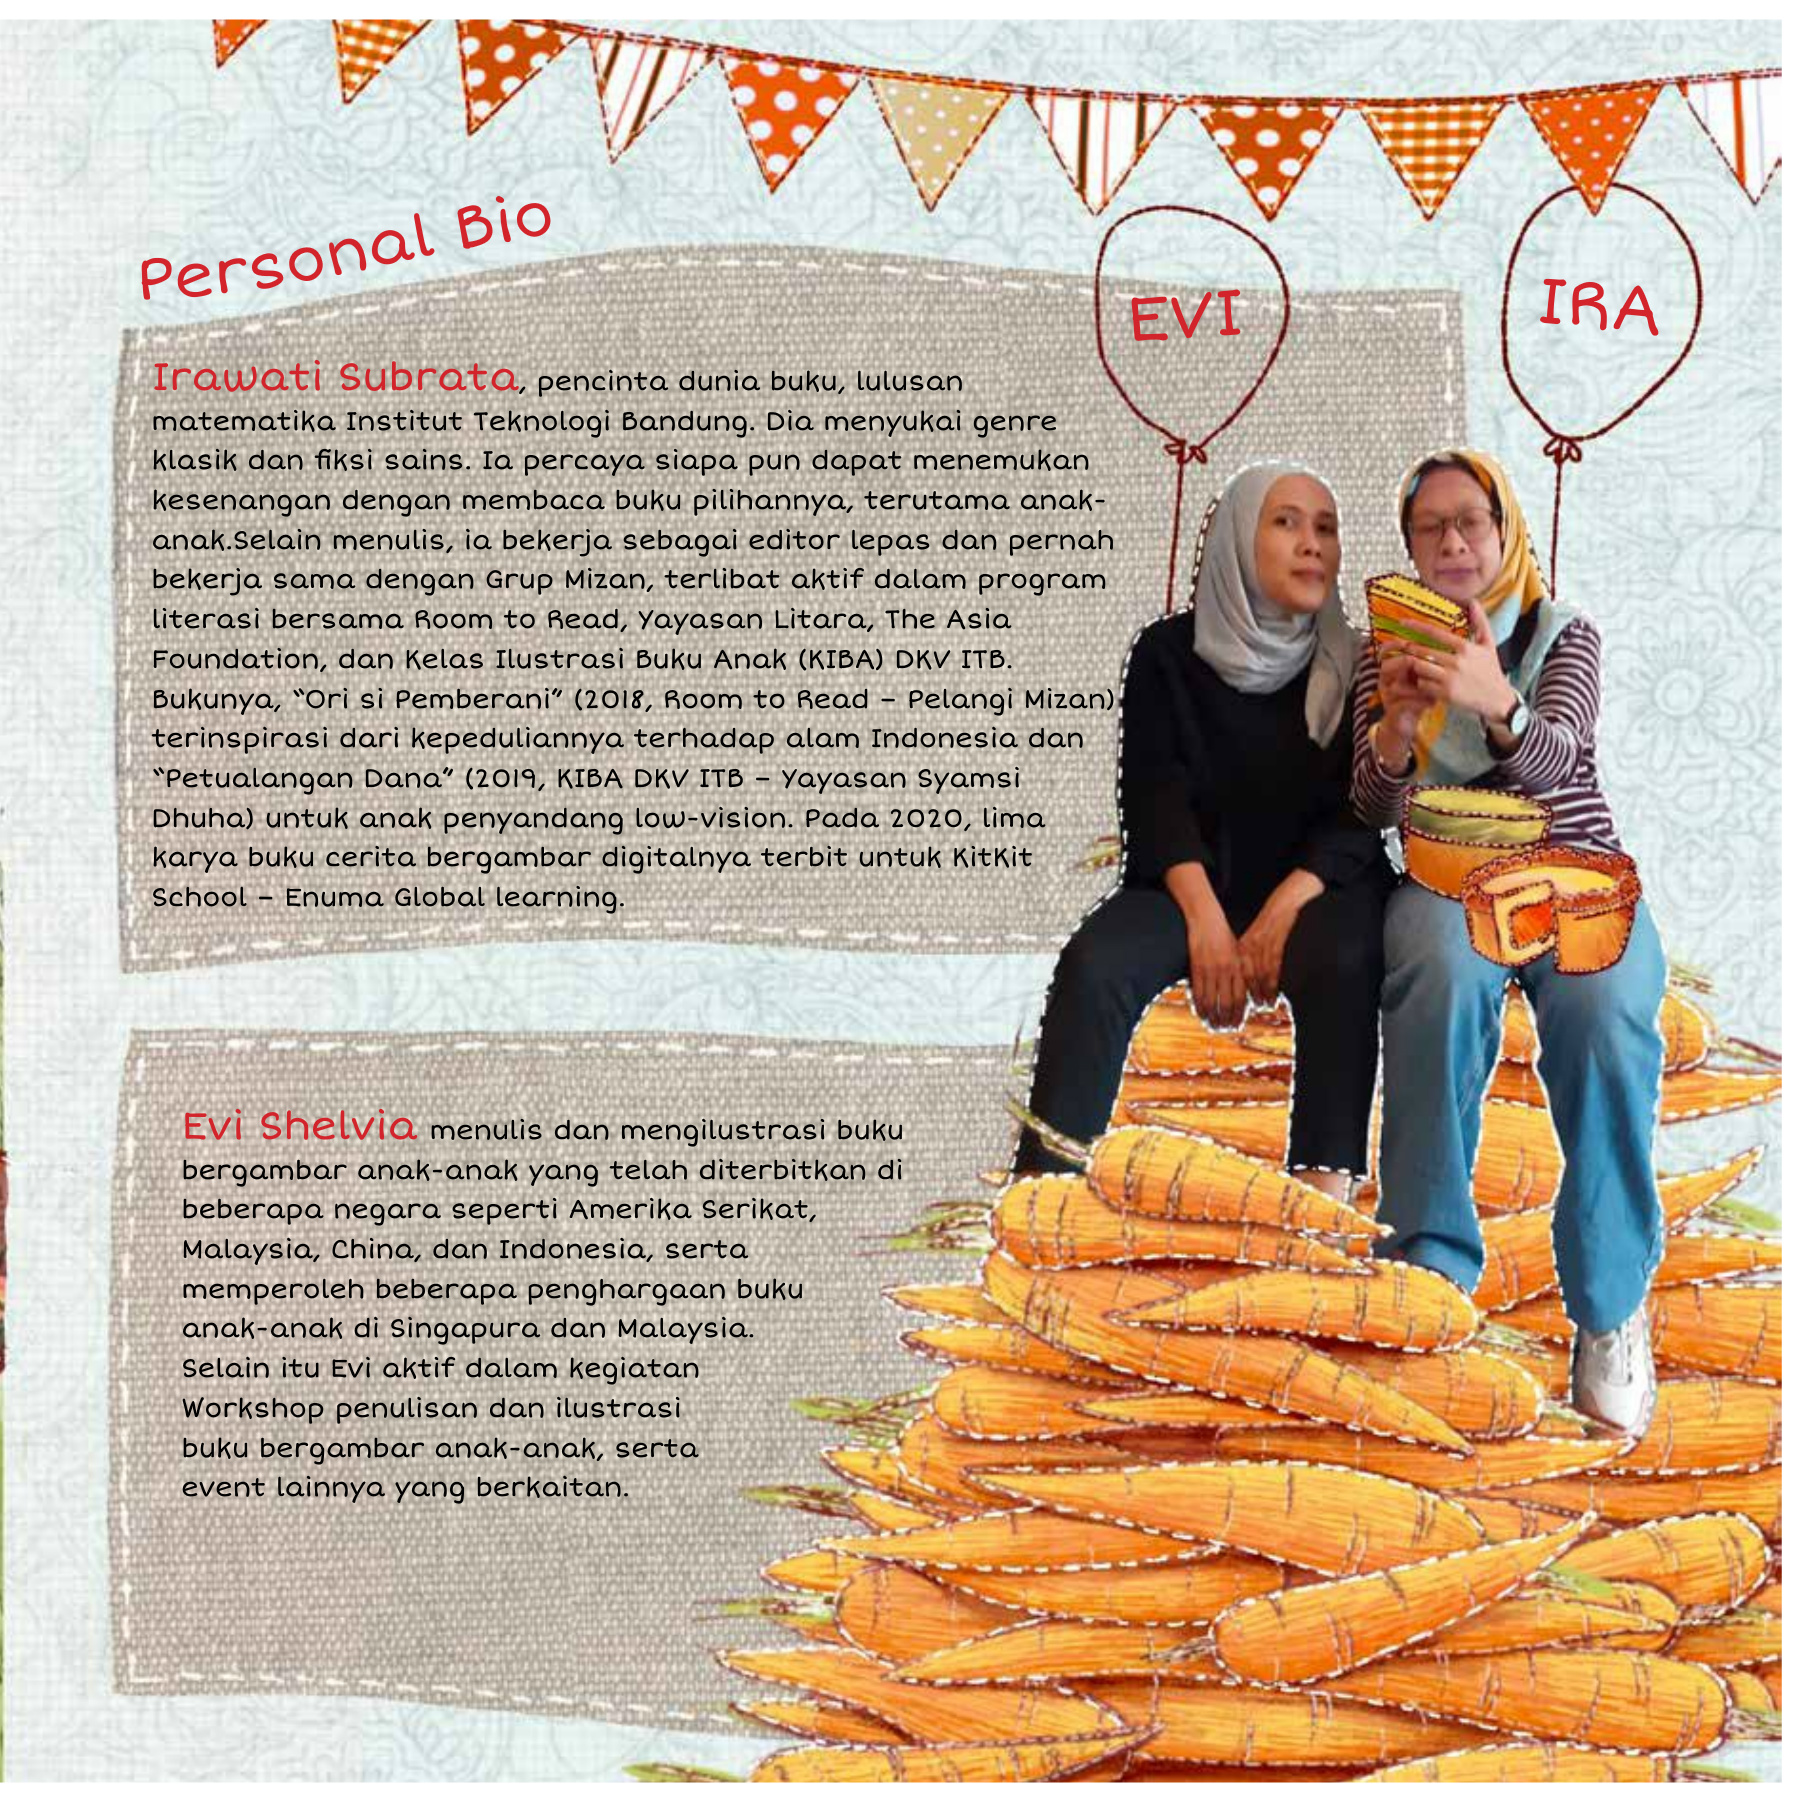 Personal Bio
EVI
IRA
Irawati Subrata, pencinta dunia buku, lulusan
matematika Institut Teknologi Bandung. Dia menyukai genre
klasik dan fiksi sains. Ia percaya siapa pun dapat menemukan
kesenangan dengan membaca buku pilihannya, terutama anak-
anak.Selain menulis, ia bekerja sebagai editor lepas dan pernah
bekerja sama dengan Grup Mizan, terlibat aktif dalam program
literasi bersama Room to Read, Yayasan Litara, The Asia
Foundation, dan Kelas Ilustrasi Buku Anak (KIBA) DKV ITB.
Bukunya, “Ori si Pemberani” (2018, Room to Read – Pelangi Mizan)
terinspirasi dari kepeduliannya terhadap alam Indonesia dan
“Petualangan Dana” (2019, KIBA DKV ITB – Yayasan Syamsi
Dhuha) untuk anak penyandang low-vision. Pada 2020, lima
karya buku cerita bergambar digitalnya terbit untuk KitKit
School – Enuma Global learning.
Evi Shelvia menulis dan mengilustrasi buku
bergambar anak-anak yang telah diterbitkan di
beberapa negara seperti Amerika Serikat,
Malaysia, China, dan Indonesia, serta
memperoleh beberapa penghargaan buku
anak-anak di Singapura dan Malaysia.
Selain itu Evi aktif dalam kegiatan
Workshop penulisan dan ilustrasi
buku bergambar anak-anak, serta
event lainnya yang berkaitan.